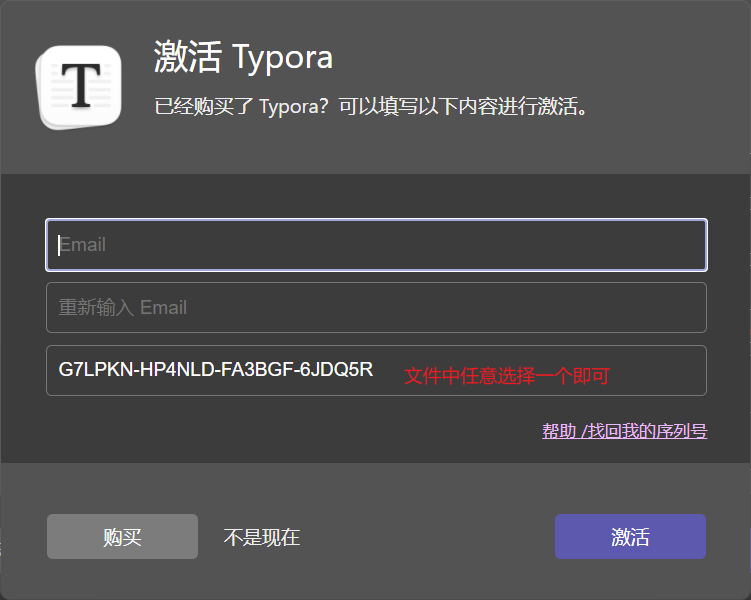 激活 Typora
T
已经购买了 Typora？可以填写以下内容进行激活。
Email
重新输入 Email
G7LPKN-HP4NLD-FA3BGF-6JDQ5R 文件中任意选择一个即可
帮助 /找回我的序列号
购买 不是现在 激活